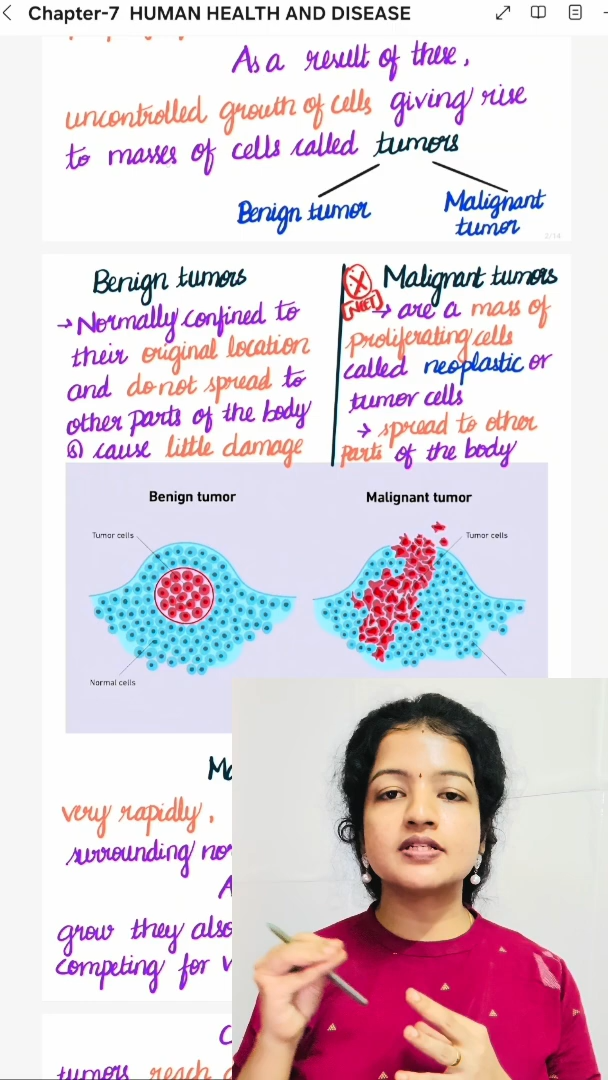 Chapter-7 HUMAN HEALTH AND DISEASE
As a result of these,
uncontrolled growth of cells giving rise
to masses of cells called tumors
Benign tumor
Malignant
tumor
2/14
Benign tumors
→ Normally confined to
their original location
and do not spread to
other parts of the body
cause little damage
Malignant tumors
NEET
→ are a mass of
proliferating cells
called neoplastic or
tumor cells
→ spread to other
parts of the body
Benign tumor
Malignant tumor
Tumor cells
Tumor cells
Normal cells
very rapidly,
surrounding
grow they also
competing for
tumors reach